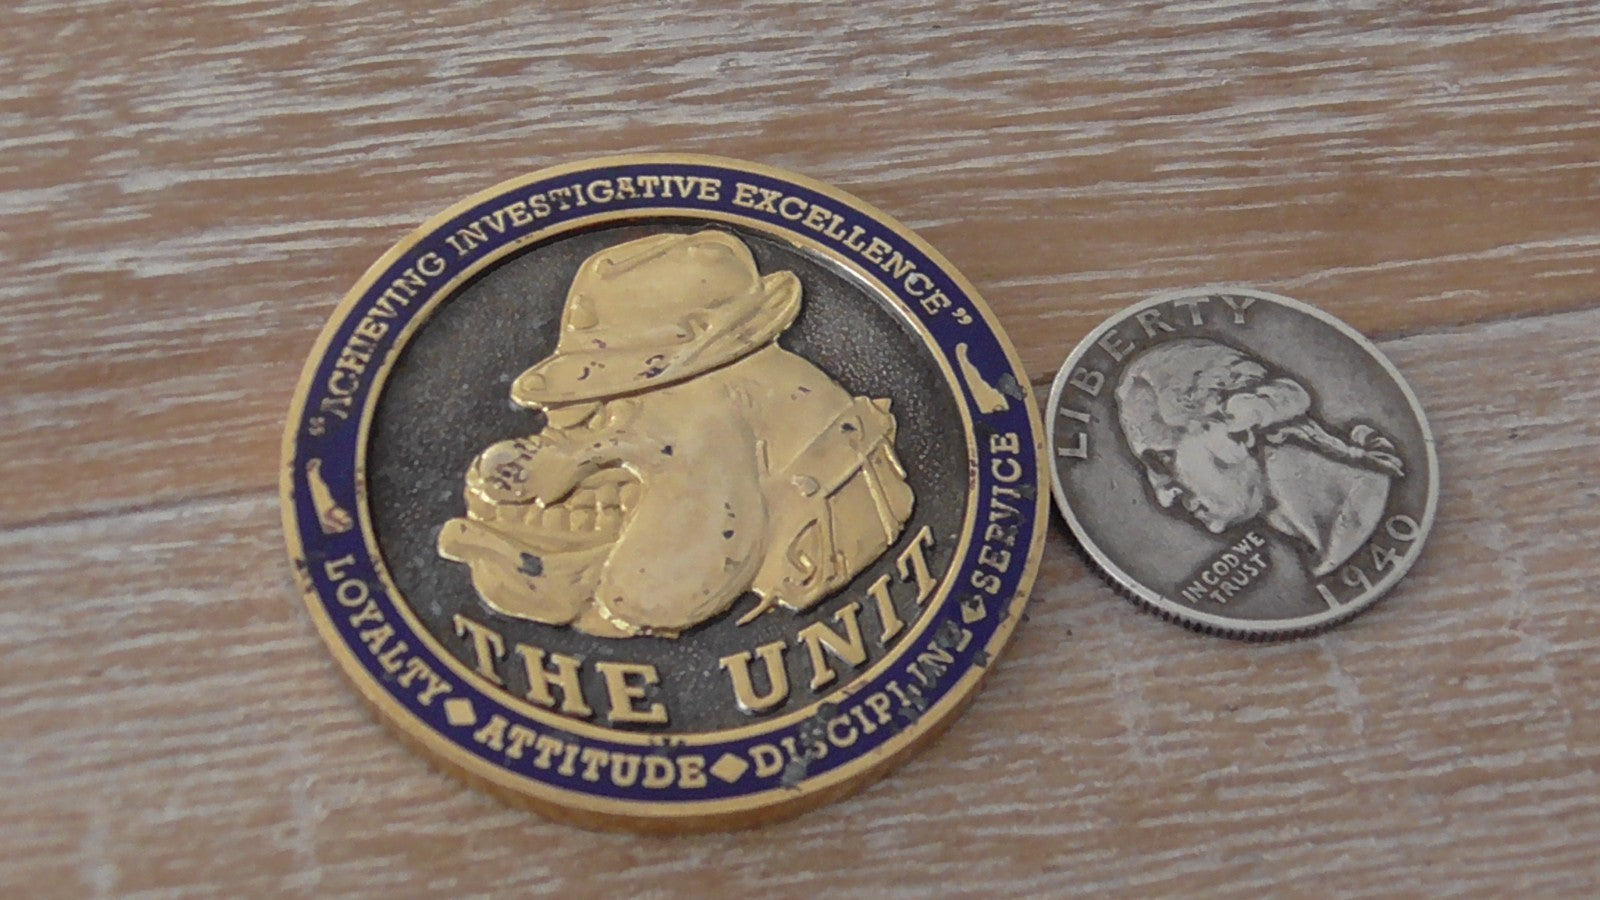 "ACHIEVING INVESTIGATIVE EXCELLENCE"
THE UNIT
LOYALTY ◆ ATTITUDE ◆ DISCIPLINE ◆ SERVICE
LIBERTY
IN GOD WE
TRUST
1940